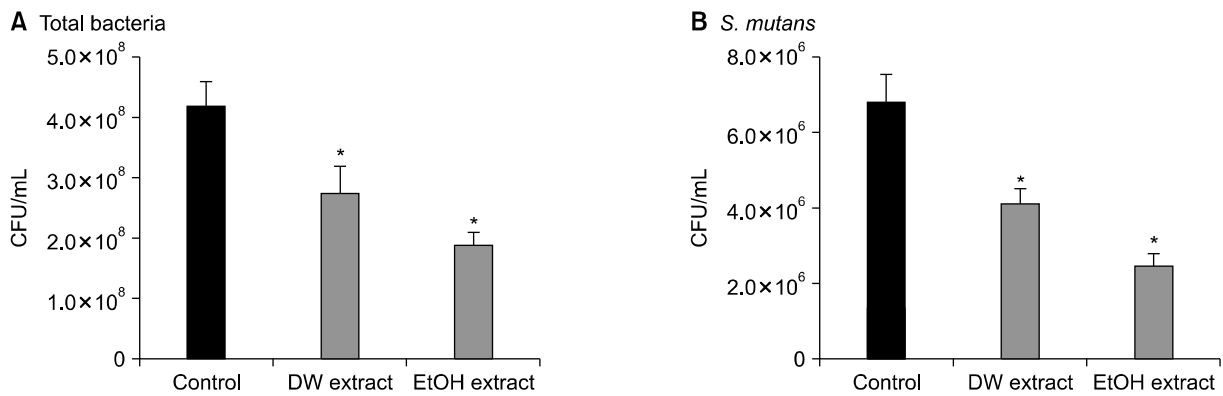 A Total bacteria
5.0×10⁸
4.0×10⁸
3.0×10⁸
2.0×10⁸
1.0×10⁸
0
CFU/mL
*
*
Control
DW extract
EtOH extract
B S. mutans
8.0×10⁶
6.0×10⁶
4.0×10⁶
2.0×10⁶
0
CFU/mL
*
*
Control
DW extract
EtOH extract